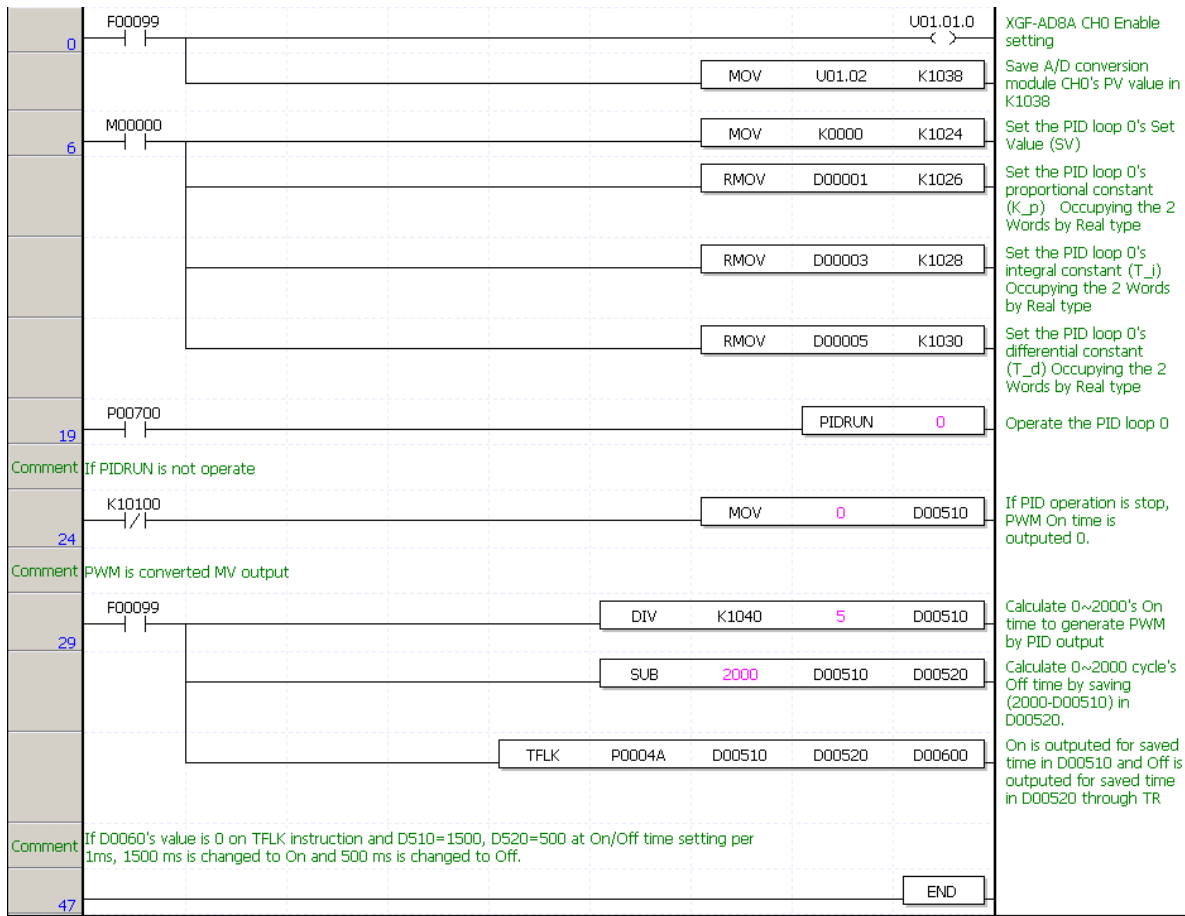 F00099
U01.01.0
0
XGF-AD8A CH0 Enable
setting
MOV U01.02 K1038
Save A/D conversion
module CH0's PV value in
K1038
M00000
6
MOV K0000 K1024
Set the PID loop 0's Set
Value (SV)
RMOV D00001 K1026
Set the PID loop 0's
proportional constant
(K_p) Occupying the 2
Words by Real type
RMOV D00003 K1028
Set the PID loop 0's
integral constant (T_i)
Occupying the 2 Words
by Real type
RMOV D00005 K1030
Set the PID loop 0's
differential constant
(T_d) Occupying the 2
Words by Real type
P00700
19
PIDRUN 0
Operate the PID loop 0
Comment If PIDRUN is not operate
K10100
24
MOV 0 D00510
If PID operation is stop,
PWM On time is
outputed 0.
Comment PWM is converted MV output
F00099
29
DIV K1040 5 D00510
Calculate 0~2000's On
time to generate PWM
by PID output
SUB 2000 D00510 D00520
Calculate 0~2000 cycle's
Off time by saving
(2000-D00510) in
D00520.
TFLK P0004A D00510 D00520 D00600
On is outputed for saved
time in D00510 and Off is
outputed for saved time
in D00520 through TR
Comment
If D0060's value is 0 on TFLK instruction and D510=1500, D520=500 at On/Off time setting per
1ms, 1500 ms is changed to On and 500 ms is changed to Off.
47
END